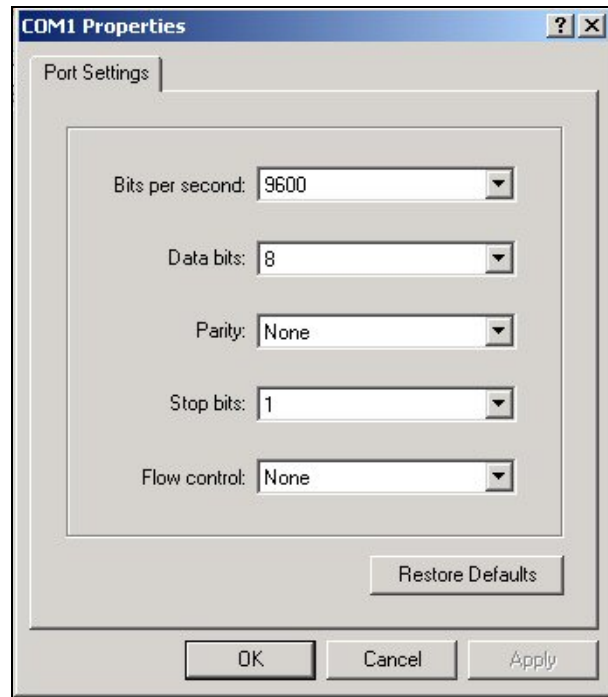 COM1 Properties
Port Settings
Bits per second: 9600
Data bits: 8
Parity: None
Stop bits: 1
Flow control: None
Restore Defaults
OK Cancel Apply